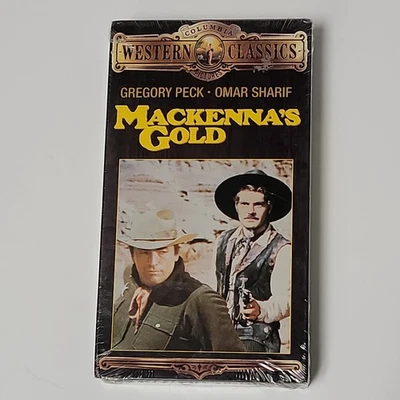 COLUMBIA
WESTERN CLASSICS
PICTURES
GREGORY PECK • OMAR SHARIF
MACKENNA'S
GOLD